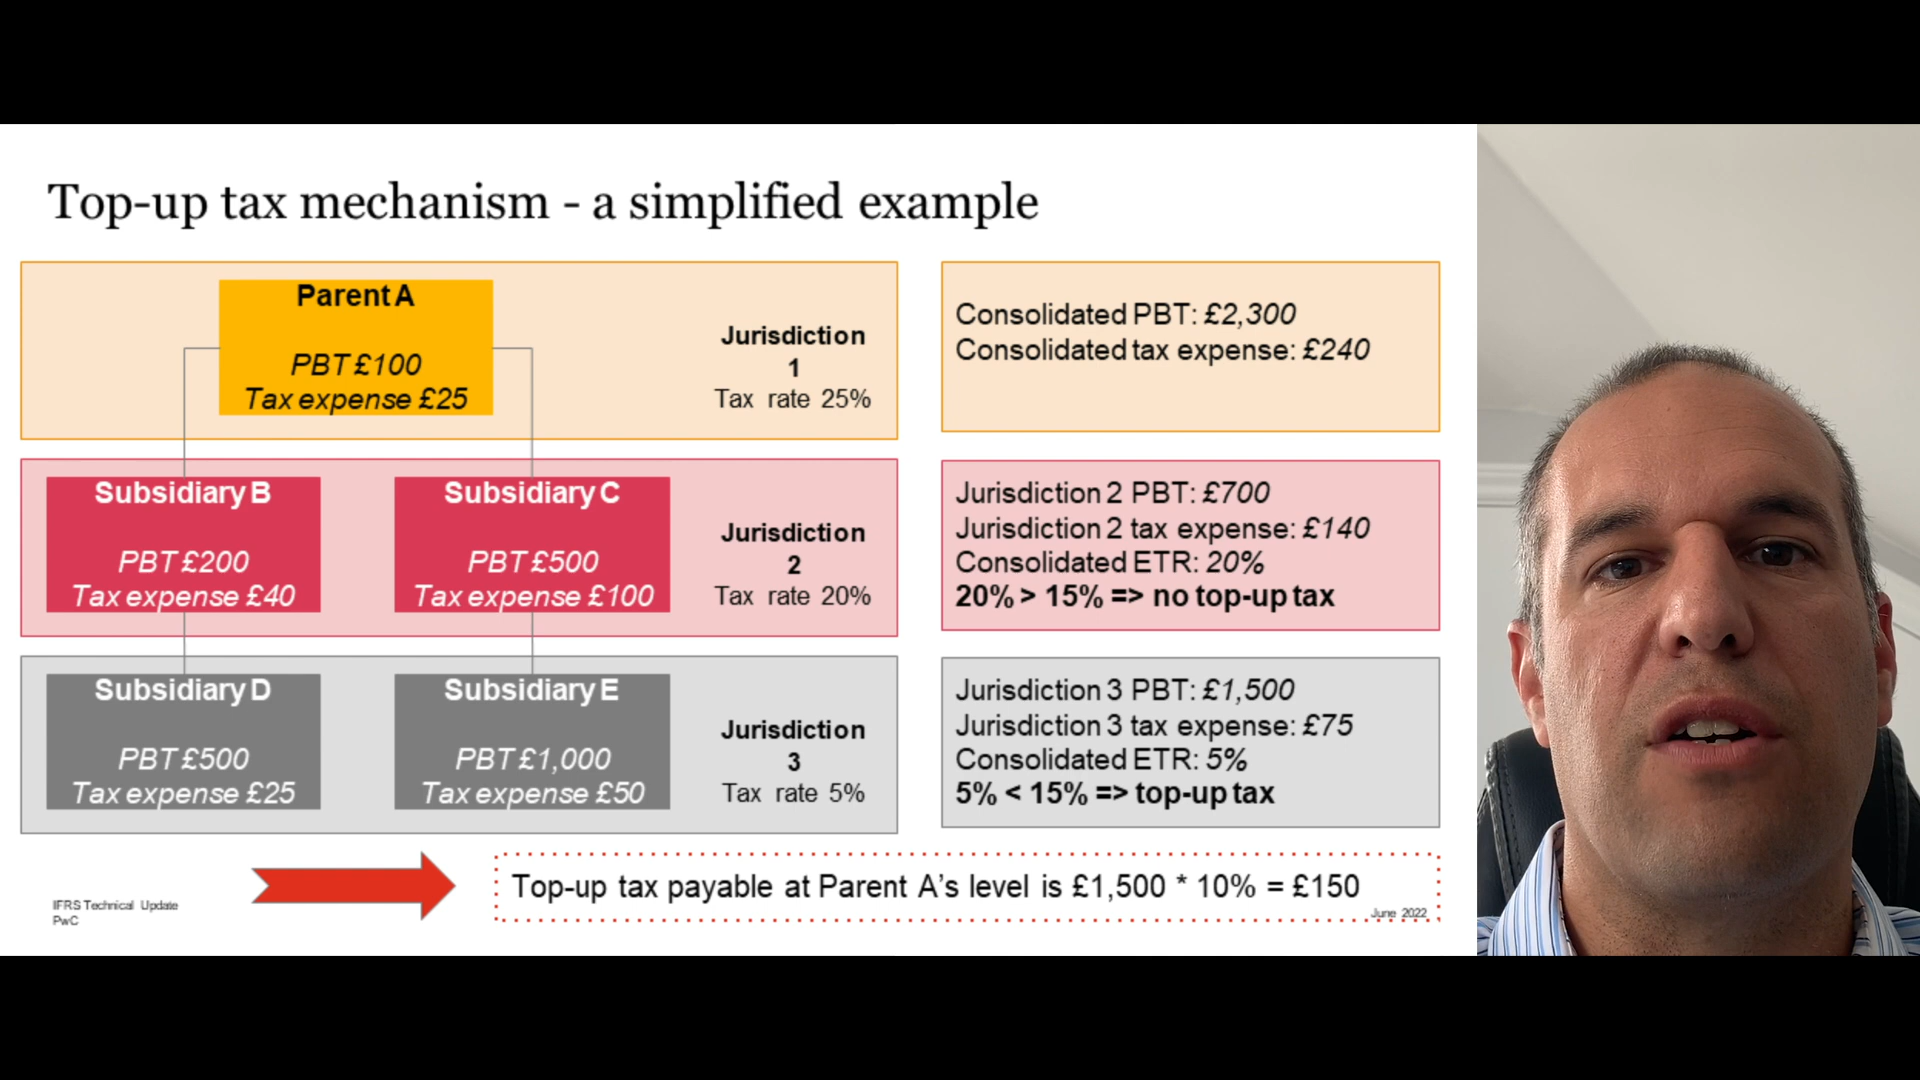 Top-up tax mechanism - a simplified example
Parent A
PBT £100
Tax expense £25
Jurisdiction
1
Tax rate 25%
Consolidated PBT: £2,300
Consolidated tax expense: £240
Subsidiary B
PBT £200
Tax expense £40
Subsidiary C
PBT £500
Tax expense £100
Jurisdiction
2
Tax rate 20%
Jurisdiction 2 PBT: £700
Jurisdiction 2 tax expense: £140
Consolidated ETR: 20%
20% > 15% => no top-up tax
Subsidiary D
PBT £500
Tax expense £25
Subsidiary E
PBT £1,000
Tax expense £50
Jurisdiction
3
Tax rate 5%
Jurisdiction 3 PBT: £1,500
Jurisdiction 3 tax expense: £75
Consolidated ETR: 5%
5% < 15% => top-up tax
Top-up tax payable at Parent A's level is £1,500 * 10% = £150
IFRS Technical Update
PwC
June 2022